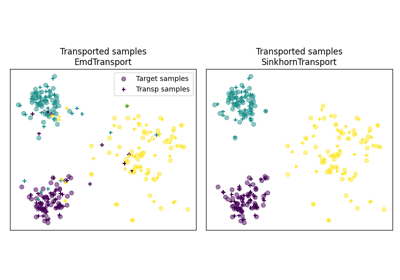 Transported samples
EmdTransport
Target samples
Transp samples
Transported samples
SinkhornTransport